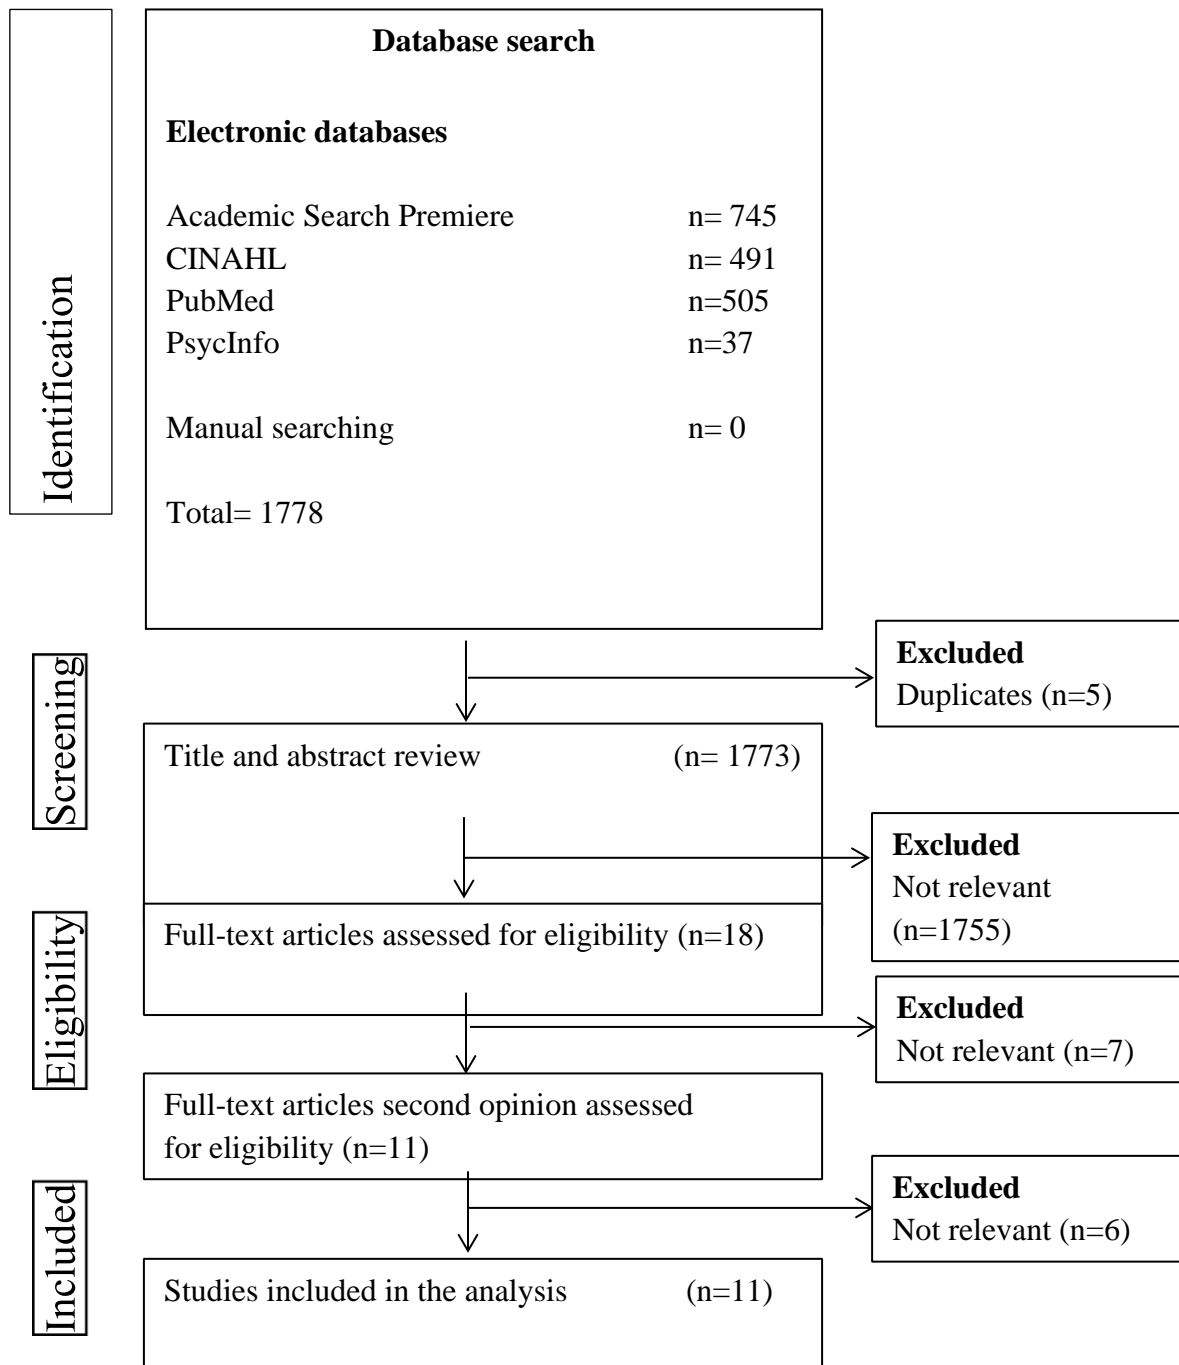 Identification
Database search
Electronic databases
Academic Search Premiere n= 745
CINAHL n= 491
PubMed n=505
PsycInfo n=37
Manual searching n= 0
Total= 1778
Excluded
Duplicates (n=5)
Screening
Title and abstract review (n= 1773)
Excluded
Not relevant
(n=1755)
Eligibility
Full-text articles assessed for eligibility (n=18)
Excluded
Not relevant (n=7)
Full-text articles second opinion assessed
for eligibility (n=11)
Excluded
Not relevant (n=6)
Included
Studies included in the analysis (n=11)